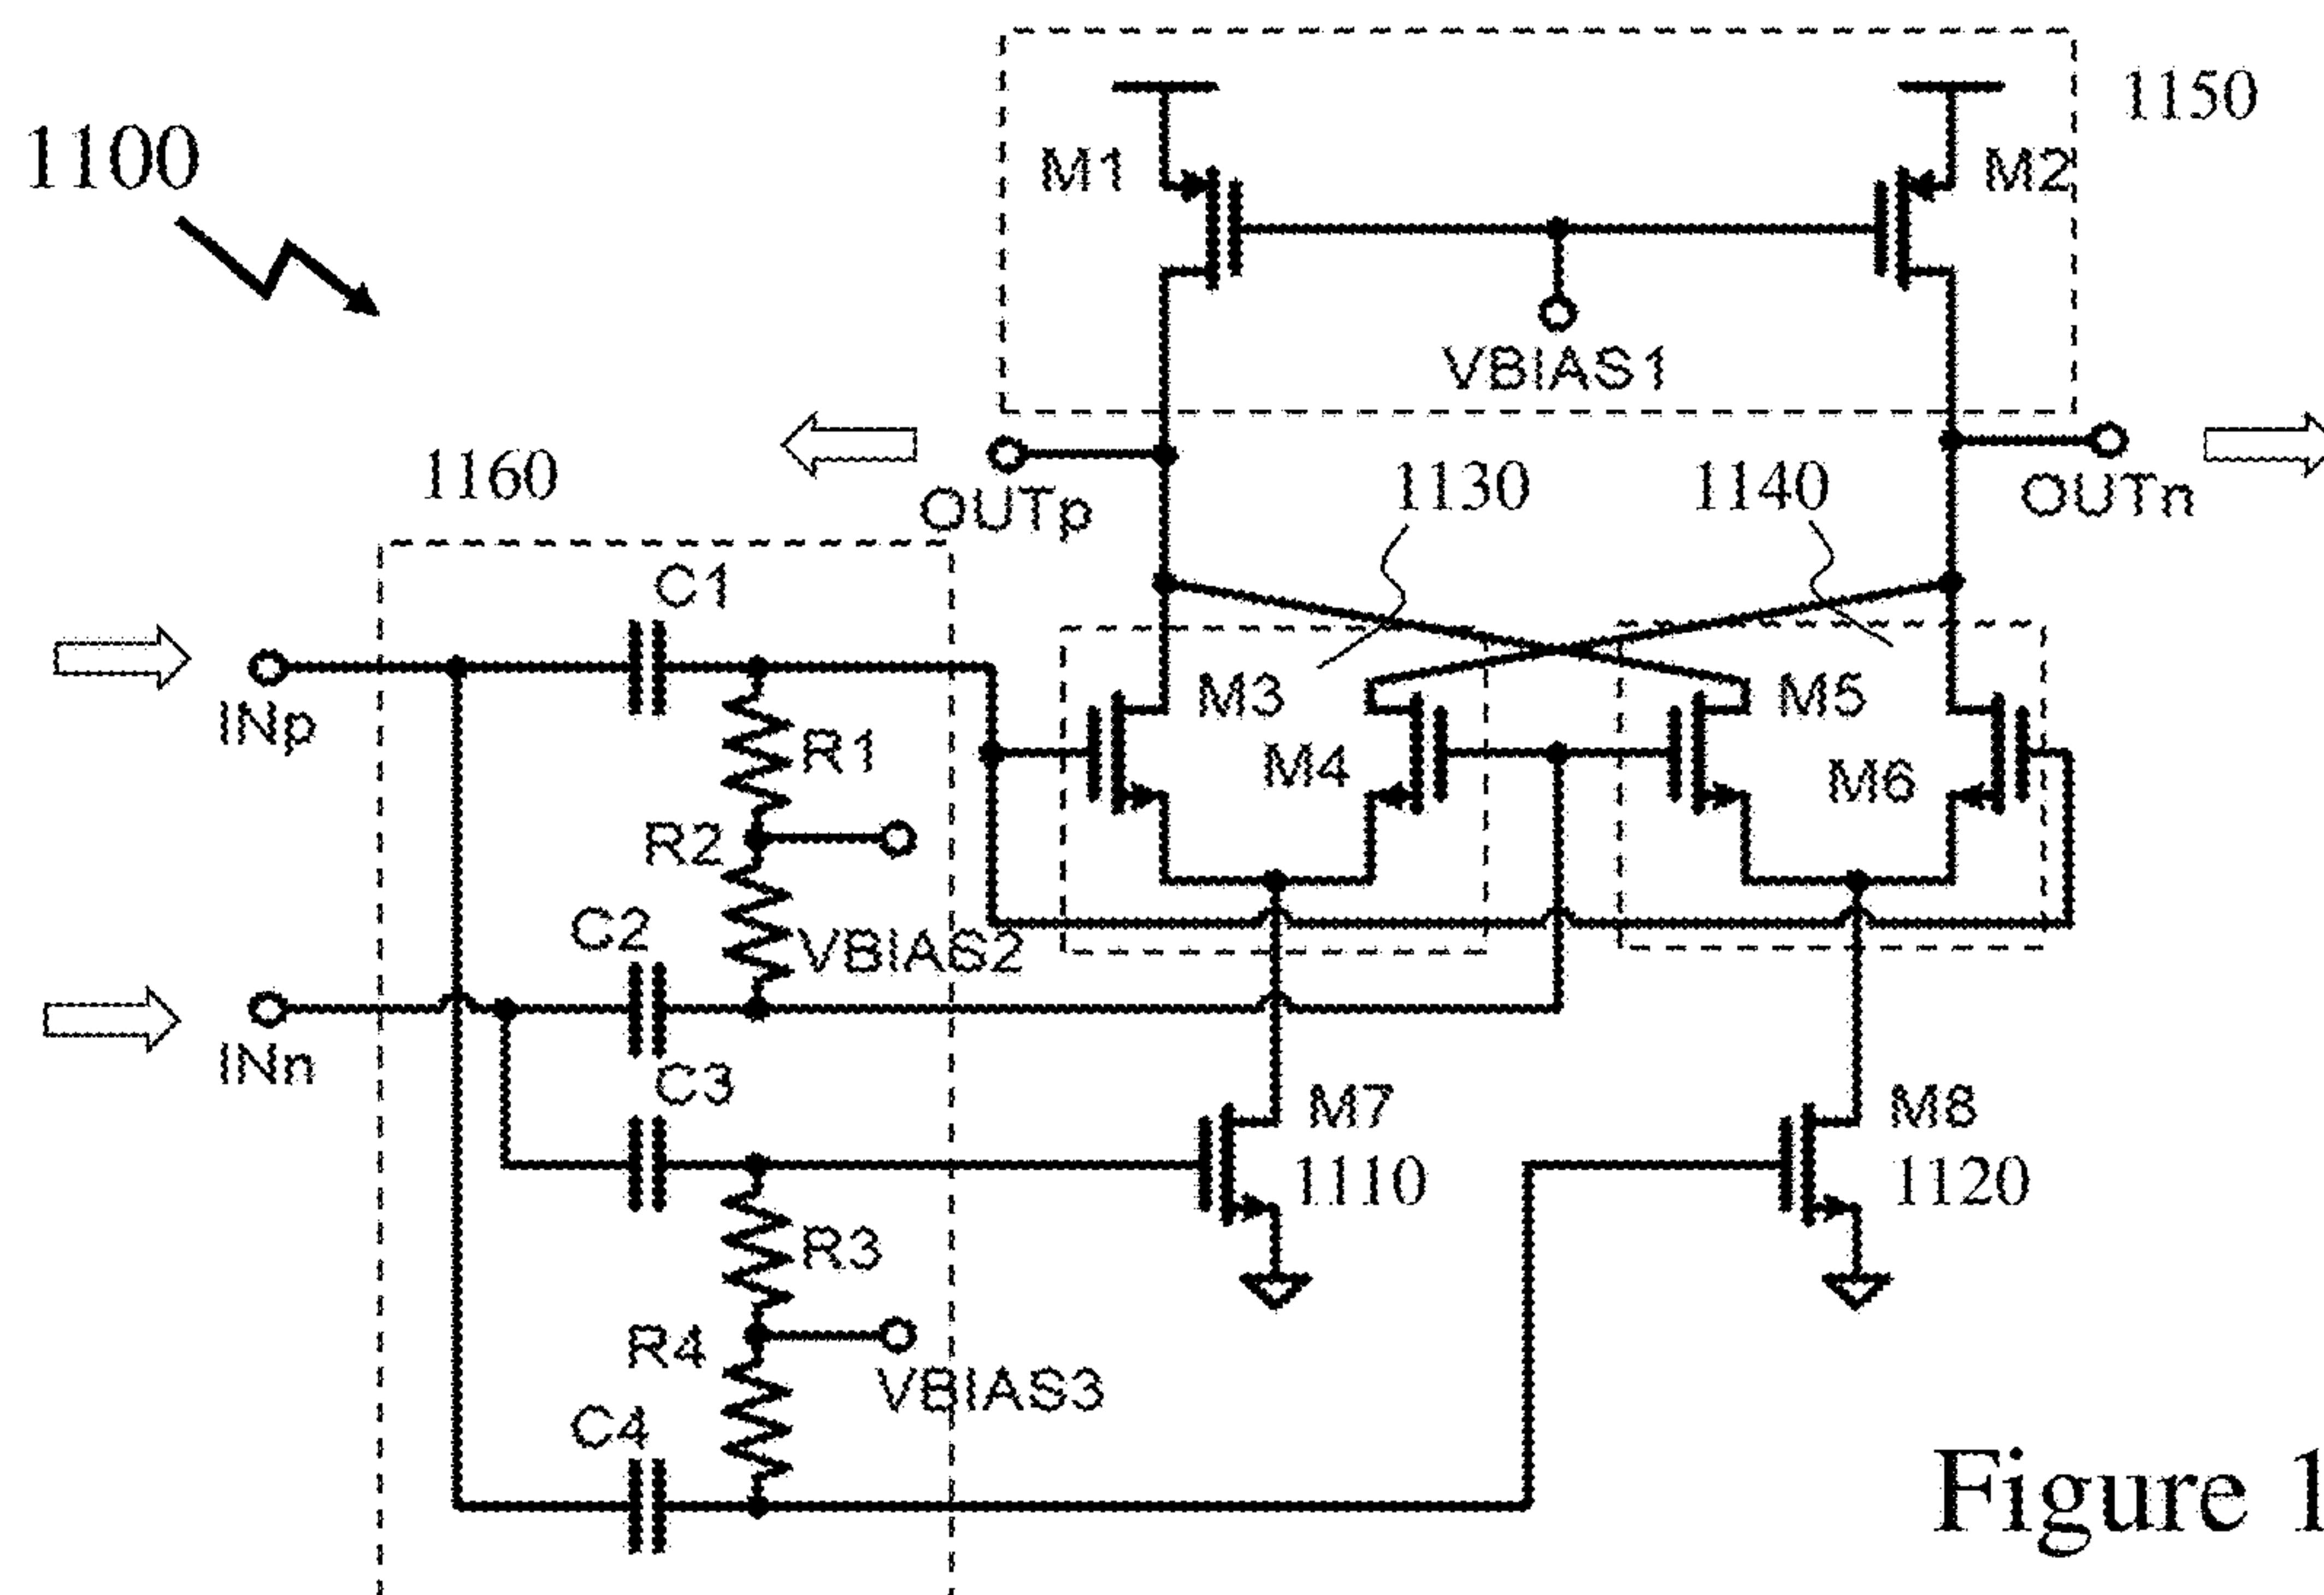 1100
1150
M1
M2
VBIAS1
1160
OUTp
1130
1140
OUTn
C1
INp
R1
M3
M4
M5
M6
R2
C2
VBIAS2
INn
C3
M7
1110
M8
1120
R3
R4
VBIAS3
C4
Figure 1